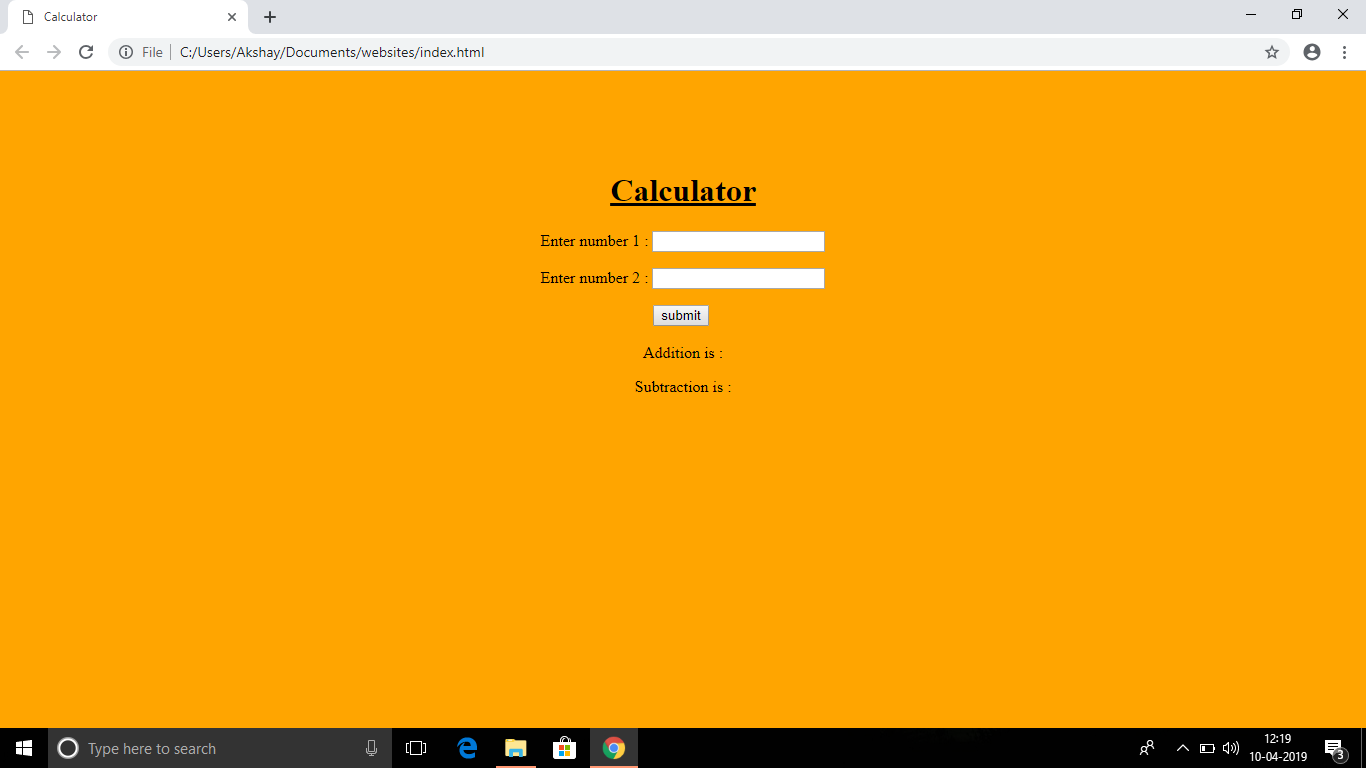 Calculator
File C:/Users/Akshay/Documents/websites/index.html
Calculator
Enter number 1 :
Enter number 2 :
submit
Addition is :
Subtraction is :
Type here to search
12:19
10-04-2019
3